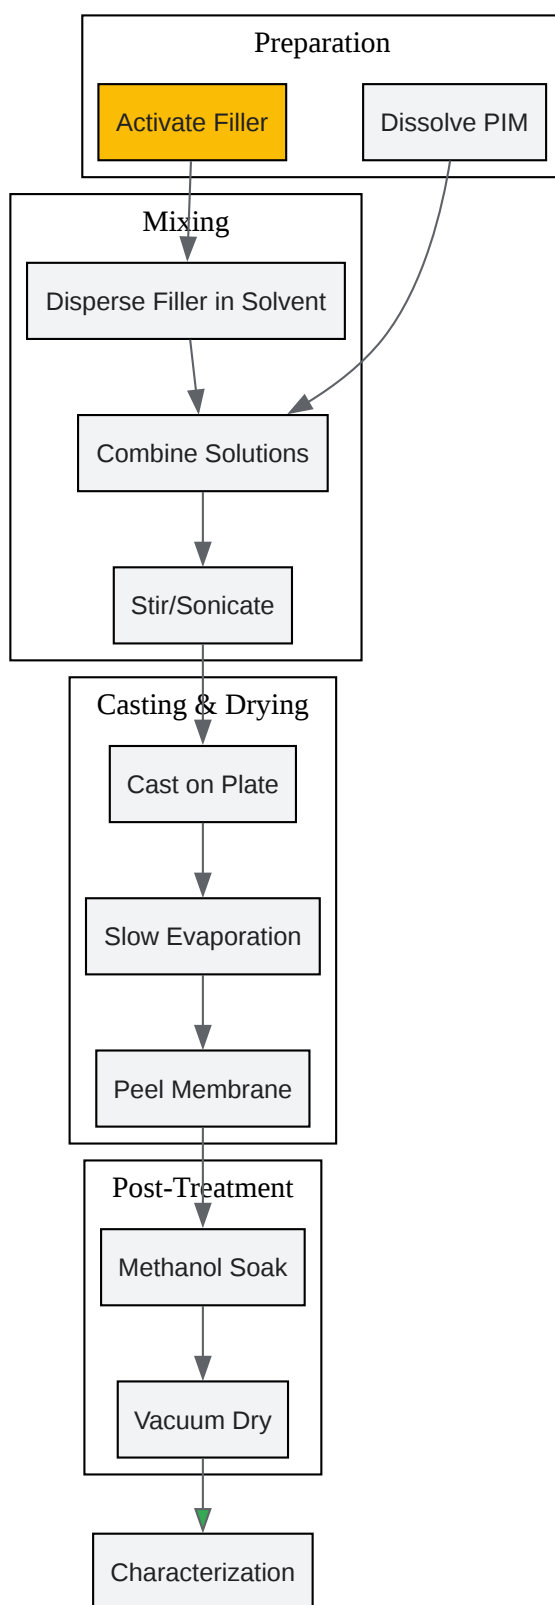 Preparation
Activate Filler
Dissolve PIM
Mixing
Disperse Filler in Solvent
Combine Solutions
Stir/Sonicate
Casting & Drying
Cast on Plate
Slow Evaporation
Peel Membrane
Post-Treatment
Methanol Soak
Vacuum Dry
Characterization